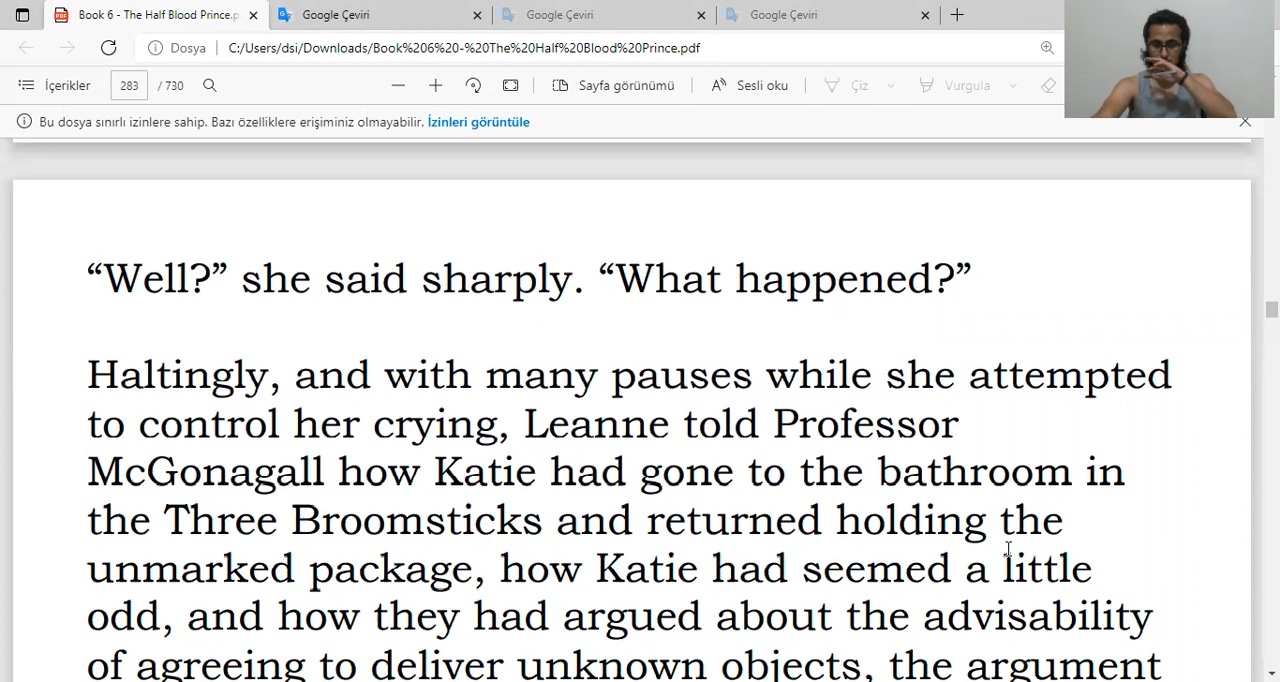 Book 6 - The Half Blood Prince.p
Google Çeviri
Google Çeviri
Google Çeviri
Dosya
C:/Users/dsi/Downloads/Book%206%20-%20The%20Half%20Blood%20Prince.pdf
İçerikler
283
/ 730
Sayfa görünümü
Sesli oku
Çiz
Vurgula
Bu dosya sınırlı izinlere sahip. Bazı özelliklere erişiminiz olmayabilir. İzinleri görüntüle
“Well?” she said sharply. “What happened?”
Haltingly, and with many pauses while she attempted
to control her crying, Leanne told Professor
McGonagall how Katie had gone to the bathroom in
the Three Broomsticks and returned holding the
unmarked package, how Katie had seemed a little
odd, and how they had argued about the advisability
of agreeing to deliver unknown objects, the argument